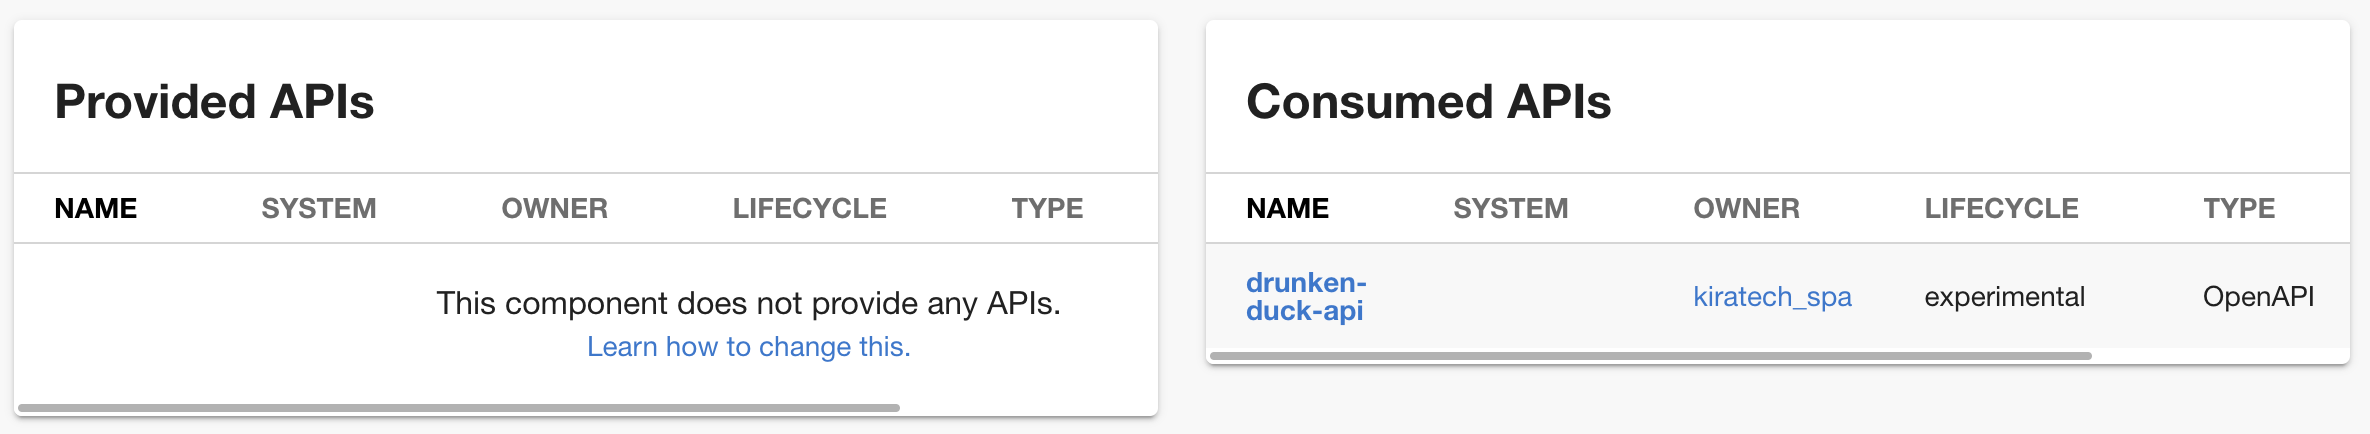 Provided APIs
NAME SYSTEM OWNER LIFECYCLE TYPE
This component does not provide any APIs.
Learn how to change this.
Consumed APIs
NAME SYSTEM OWNER LIFECYCLE TYPE
drunken-
duck-api
kiratech_spa experimental OpenAPI